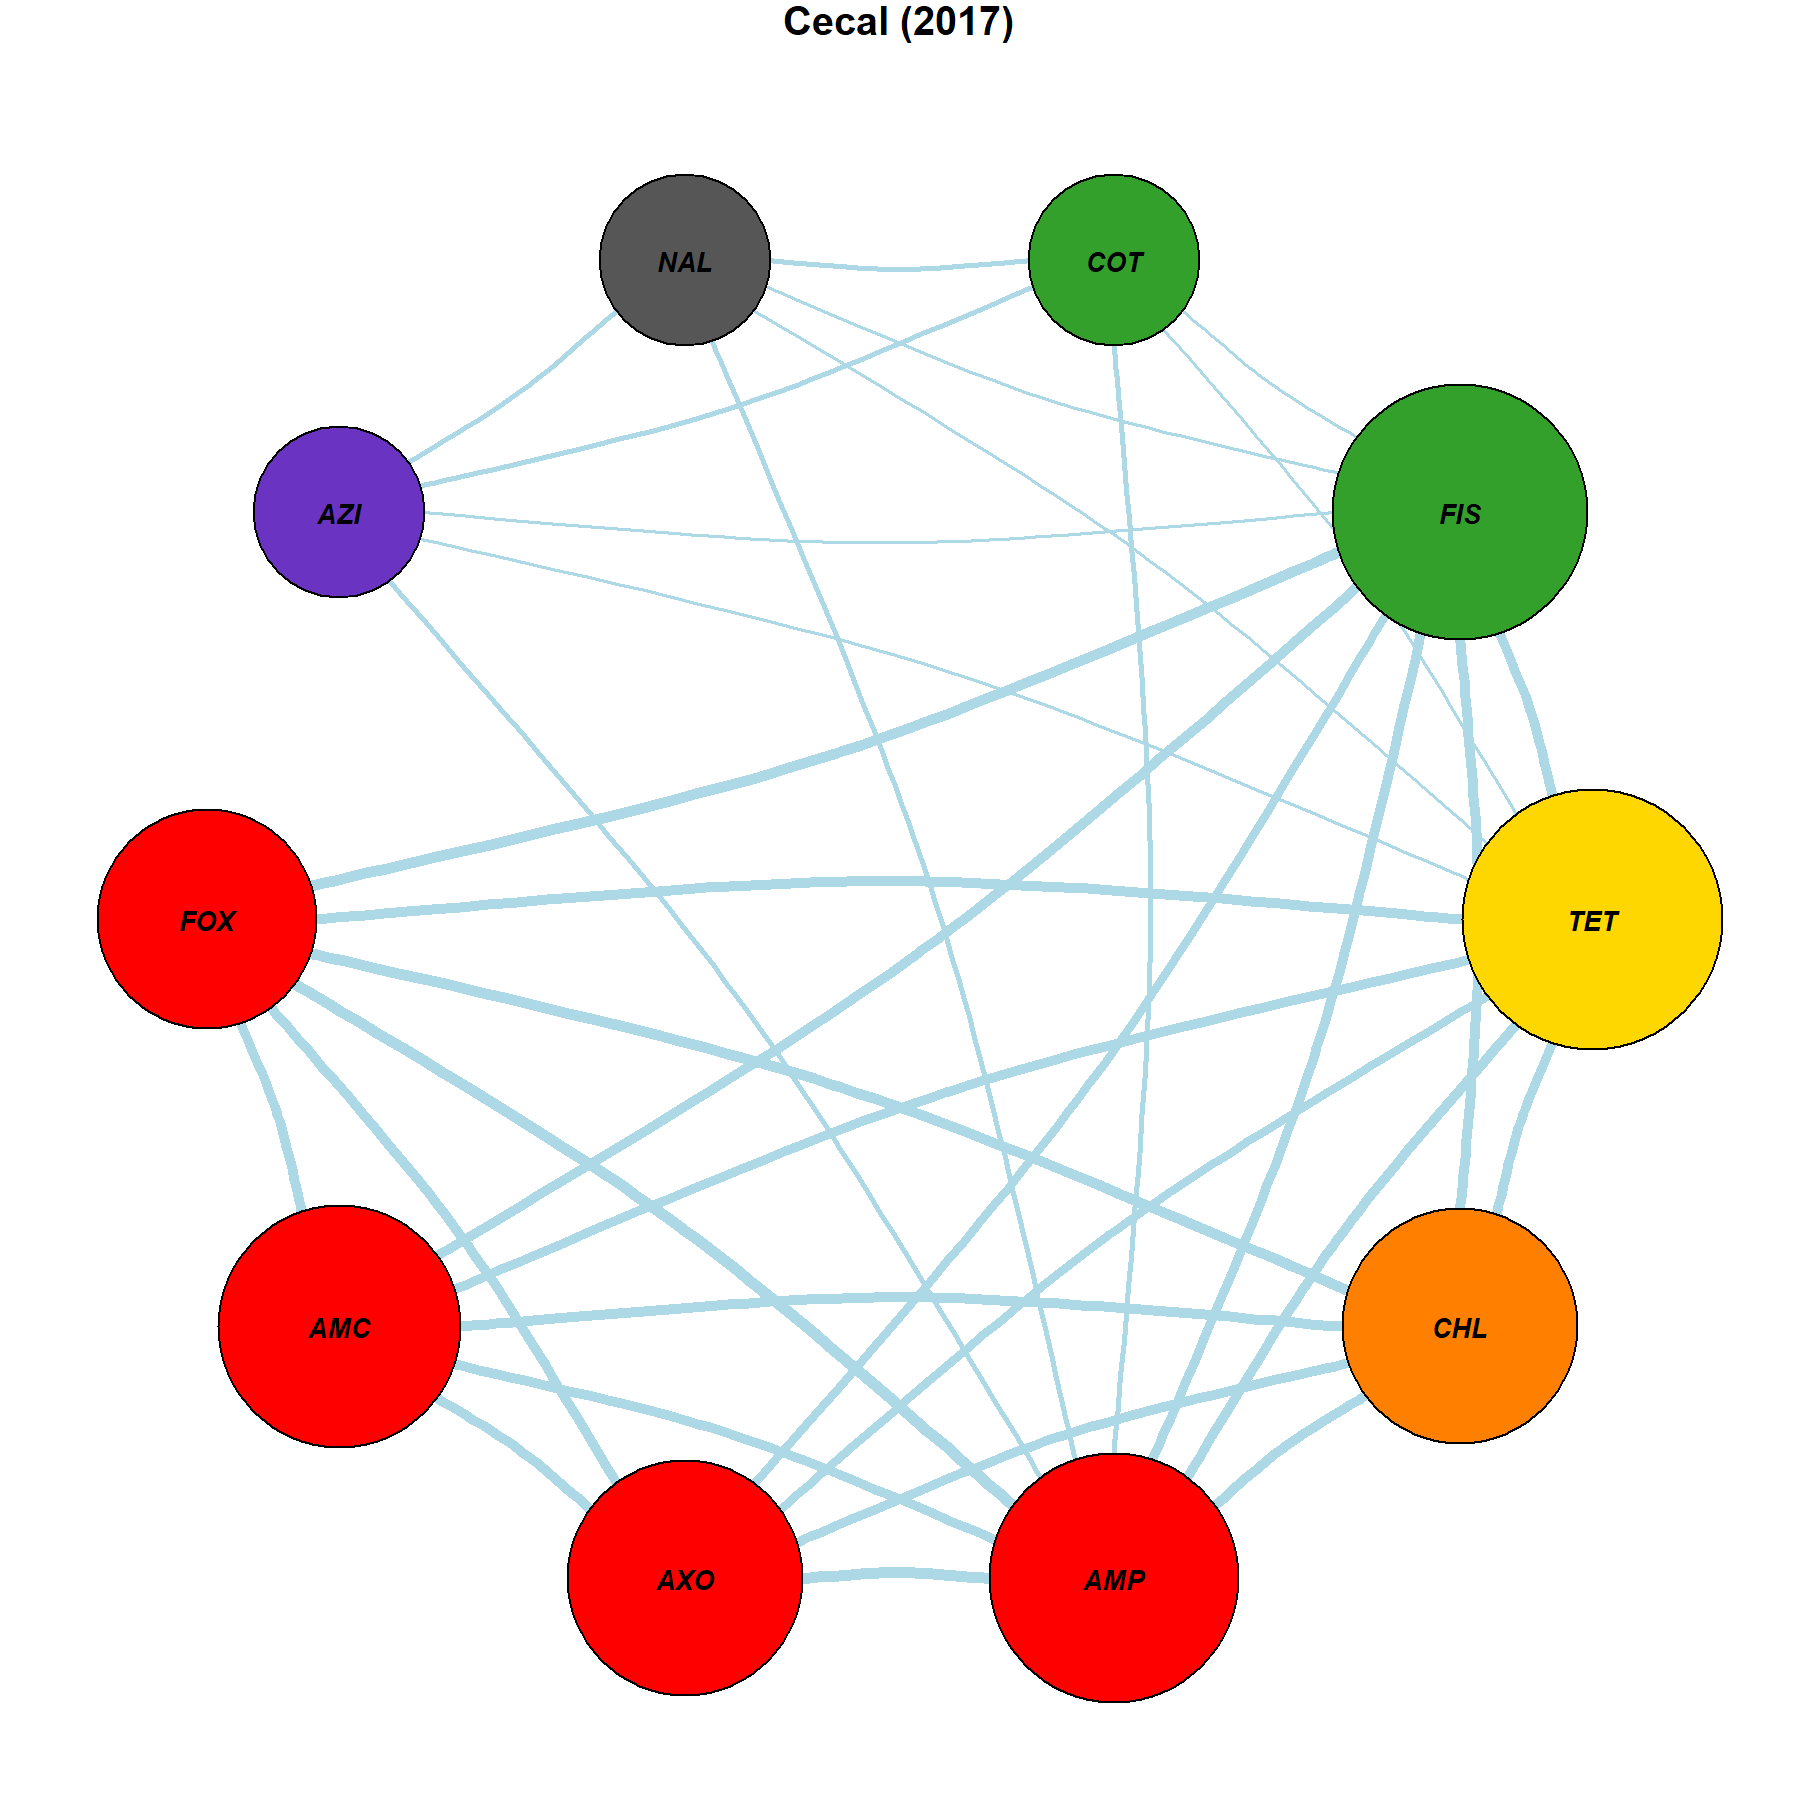 Cecal (2017)
NAL
COT
AZI
FIS
FOX
TET
AMC
CHL
AXO
AMP